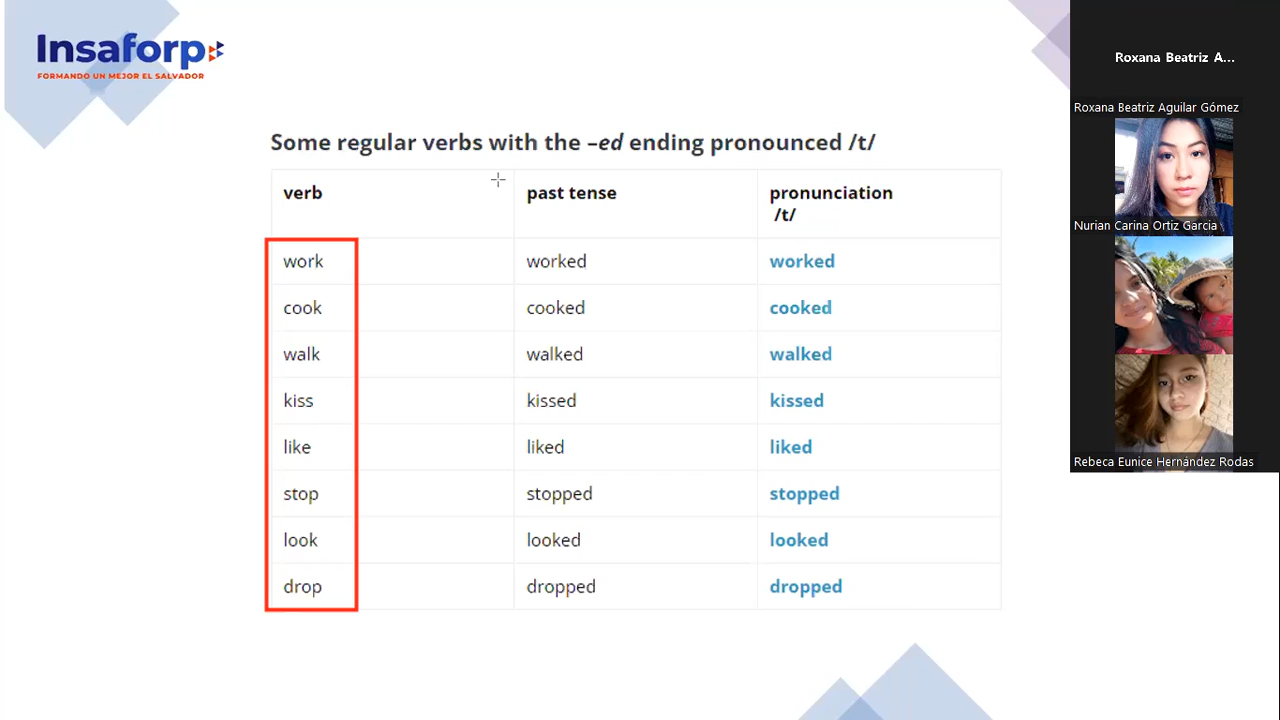 Insaforp
FORMANDO UN MEJOR EL SALVADOR
Some regular verbs with the –ed ending pronounced /t/
verb past tense pronunciation
/t/
work worked worked
cook cooked cooked
walk walked walked
kiss kissed kissed
like liked liked
stop stopped stopped
look looked looked
drop dropped dropped
Roxana Beatriz A...
Roxana Beatriz Aguilar Gómez
Nurian Carina Ortiz Garcia
Rebeca Eunice Hernández Rodas